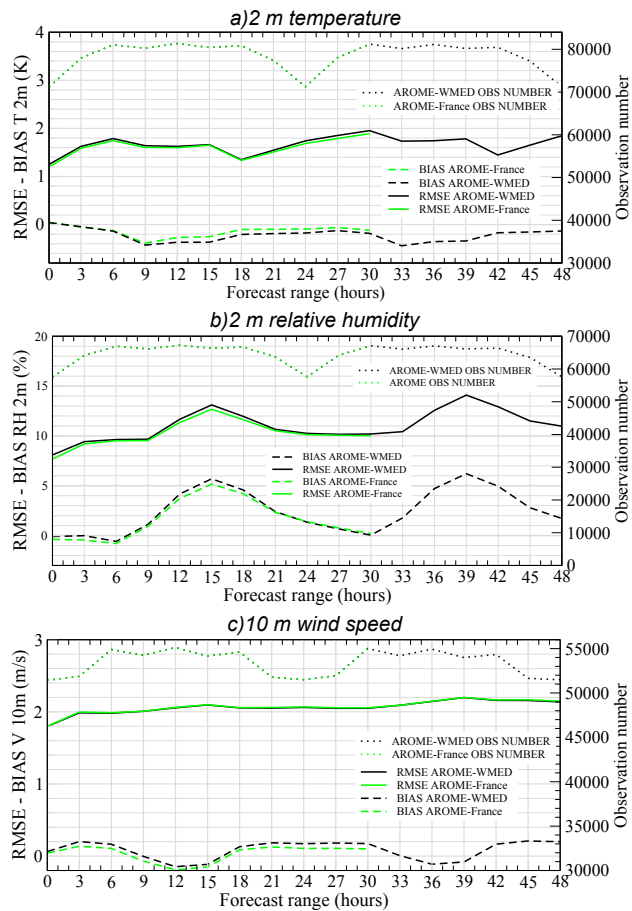 a)2 m temperature
RMSE - BIAS T 2m (K)
4
3
2
1
0
80000
70000
60000
50000
40000
30000
Observation number
AROME-WMED OBS NUMBER
AROME-France OBS NUMBER
BIAS AROME-France
BIAS AROME-WMED
RMSE AROME-WMED
RMSE AROME-France
0 3 6 9 12 15 18 21 24 27 30 33 36 39 42 45 48
Forecast range (hours)
b)2 m relative humidity
RMSE - BIAS RH 2m (%)
20
15
10
5
0
70000
60000
50000
40000
30000
20000
10000
0
Observation number
AROME-WMED OBS NUMBER
AROME OBS NUMBER
BIAS AROME-WMED
RMSE AROME-WMED
BIAS AROME-France
RMSE AROME-France
0 3 6 9 12 15 18 21 24 27 30 33 36 39 42 45 48
Forecast range (hours)
c)10 m wind speed
RMSE - BIAS V 10m (m/s)
3
2
1
0
55000
50000
45000
40000
35000
30000
Observation number
AROME-WMED OBS NUMBER
AROME-France OBS NUMBER
RMSE AROME-WMED
RMSE AROME-France
BIAS AROME-WMED
BIAS AROME-France
0 3 6 9 12 15 18 21 24 27 30 33 36 39 42 45 48
Forecast range (hours)